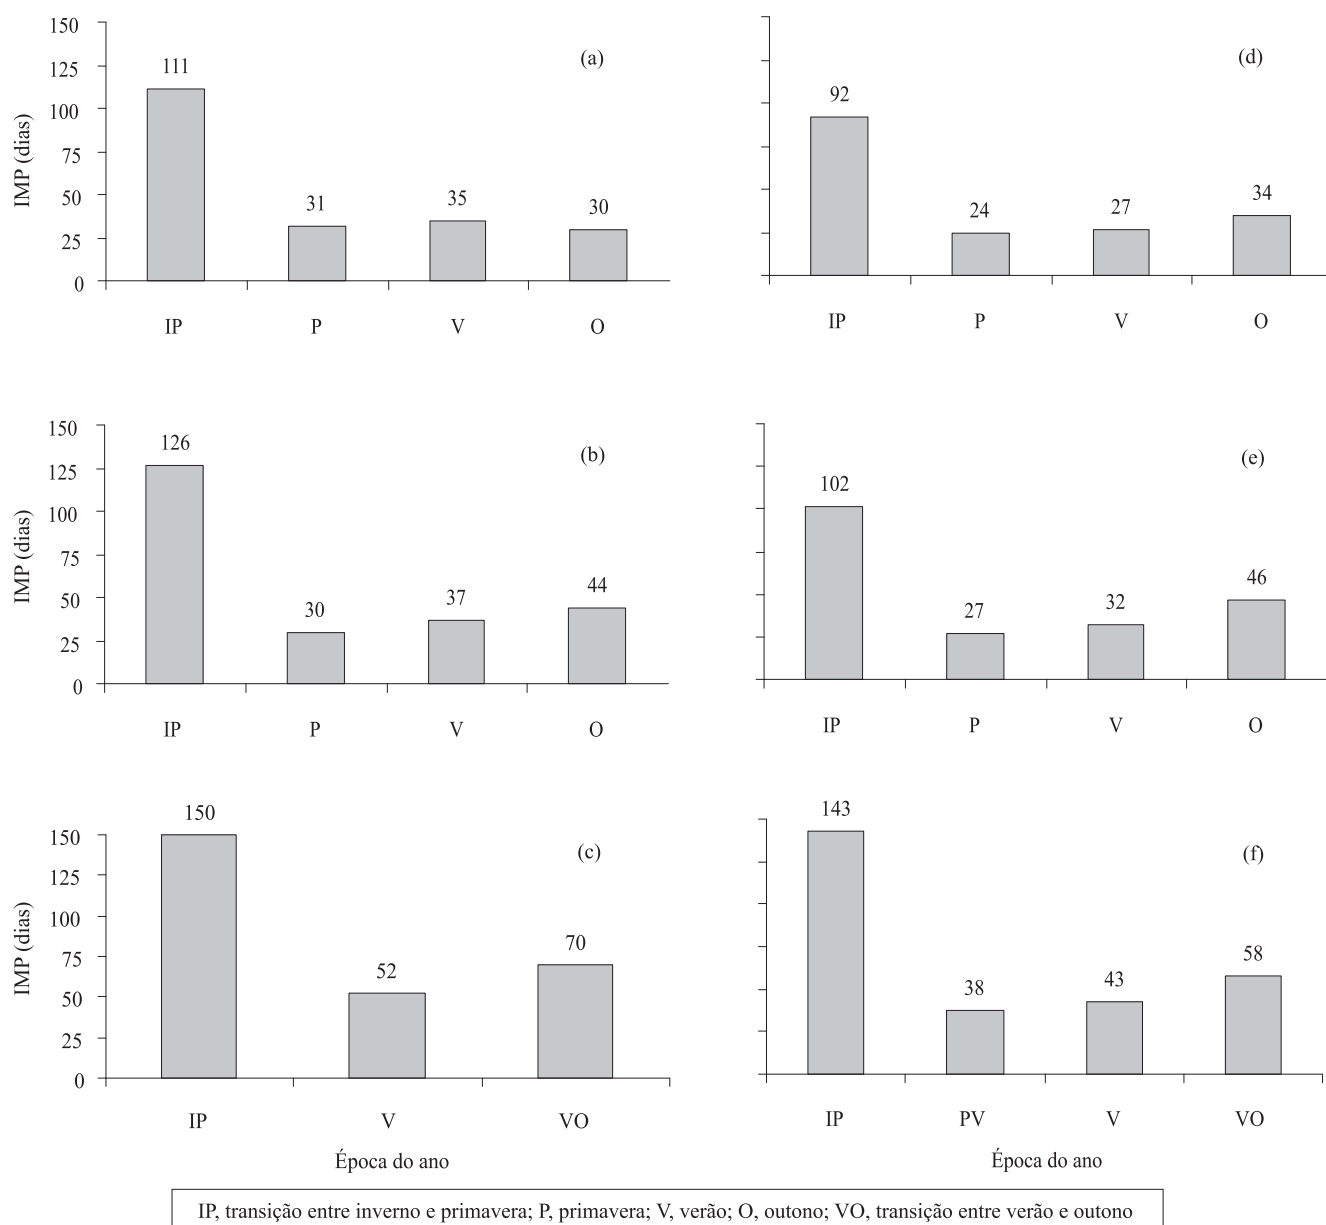 150
125
100
75
50
25
0
IMP (dias)
(a)
111
31
35
30
IP P V O
(d)
92
24
27
34
IP P V O
150
125
100
75
50
25
0
IMP (dias)
(b)
126
30
37
44
IP P V O
(e)
102
27
32
46
IP P V O
150
125
100
75
50
25
0
IMP (dias)
(c)
150
52
70
IP V VO
Época do ano
(f)
143
38
43
58
IP PV V VO
Época do ano
IP, transição entre inverno e primavera; P, primavera; V, verão; O, outono; VO, transição entre verão e outono